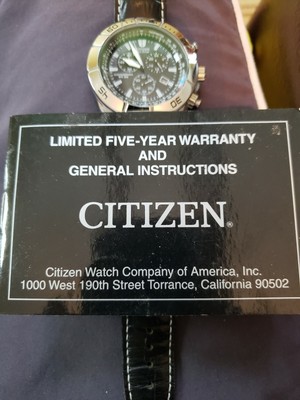 CITIZEN
LIMITED FIVE-YEAR WARRANTY
AND
GENERAL INSTRUCTIONS
CITIZEN®
Citizen Watch Company of America, Inc.
1000 West 190th Street Torrance, California 90502